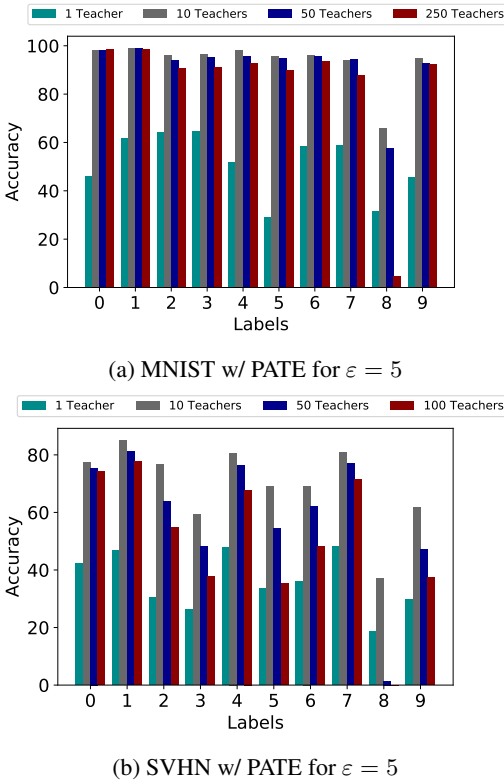 1 Teacher 10 Teachers 50 Teachers 250 Teachers
100
80
60
40
20
0
Accuracy
0 1 2 3 4 5 6 7 8 9
Labels
(a) MNIST w/ PATE for ε = 5
1 Teacher 10 Teachers 50 Teachers 100 Teachers
80
60
40
20
0
Accuracy
0 1 2 3 4 5 6 7 8 9
Labels
(b) SVHN w/ PATE for ε = 5